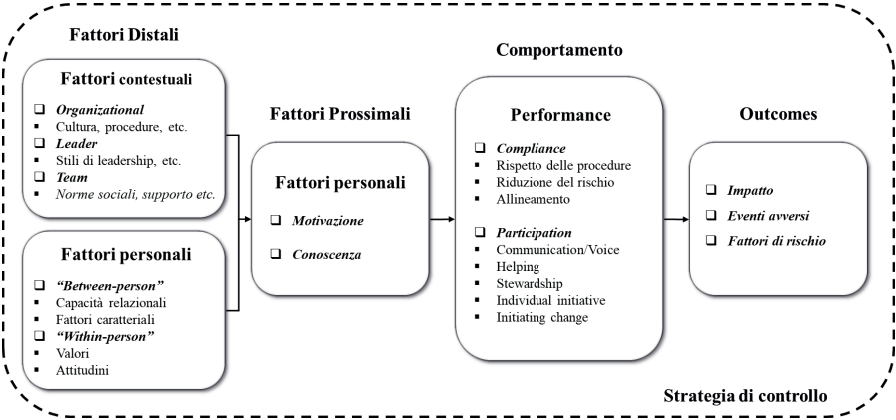 Fattori Distali
Fattori contestuali
❑ Organizational
▪ Cultura, procedure, etc.
❑ Leader
▪ Stili di leadership, etc.
❑ Team
▪ Norme sociali, supporto etc.
Fattori personali
❑ “Between-person”
▪ Capacità relazionali
▪ Fattori caratteriali
❑ “Within-person”
▪ Valori
▪ Attitudini
Fattori Prossimali
Fattori personali
❑ Motivazione
❑ Conoscenza
Comportamento
Performance
❑ Compliance
▪ Rispetto delle procedure
▪ Riduzione del rischio
▪ Allineamento
❑ Participation
▪ Communication/Voice
▪ Helping
▪ Stewardship
▪ Individual initiative
▪ Initiating change
Outcomes
❑ Impatto
❑ Eventi avversi
❑ Fattori di rischio
Strategia di controllo